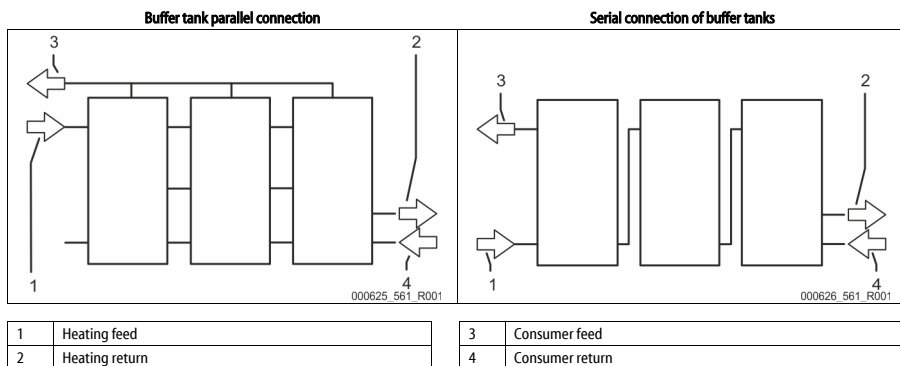 Buffer tank parallel connection
Serial connection of buffer tanks
3
2
1
4
000625_561_R001
3
2
1
4
000626_561_R001
1 Heating feed
2 Heating return
3 Consumer feed
4 Consumer return